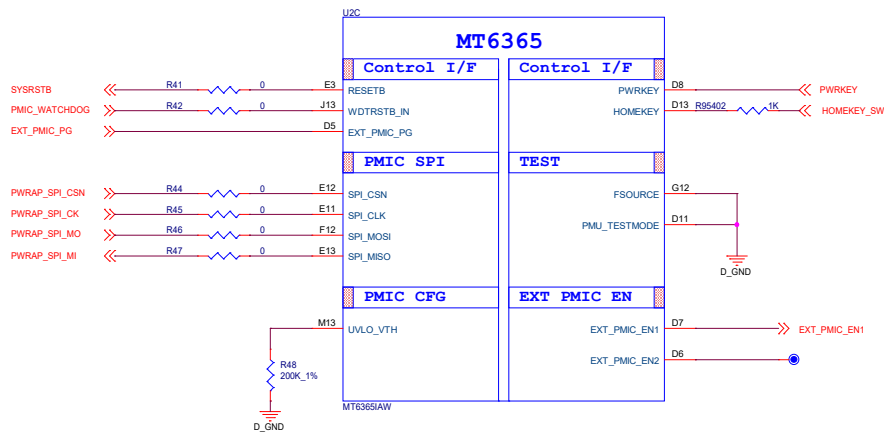 U2C
MT6365
Control I/F Control I/F
SYSRSTB R41 0 E3 RESETB PWRKEY D8 PWRKEY
PMIC_WATCHDOG R42 0 J13 WDTRSTB_IN HOMEKEY D13 R95402 1K HOMEKEY_SW
EXT_PMIC_PG D5 EXT_PMIC_PG
PMIC SPI TEST
PWRAP_SPI_CSN R44 0 E12 SPI_CSN FSOURCE G12
PWRAP_SPI_CK R45 0 E11 SPI_CLK
PWRAP_SPI_MO R46 0 F12 SPI_MOSI PMU_TESTMODE D11
PWRAP_SPI_MI R47 0 E13 SPI_MISO
D_GND
PMIC CFG EXT PMIC EN
M13 UVLO_VTH EXT_PMIC_EN1 D7 EXT_PMIC_EN1
EXT_PMIC_EN2 D6
R48
200K_1%
MT6365IAW
D_GND